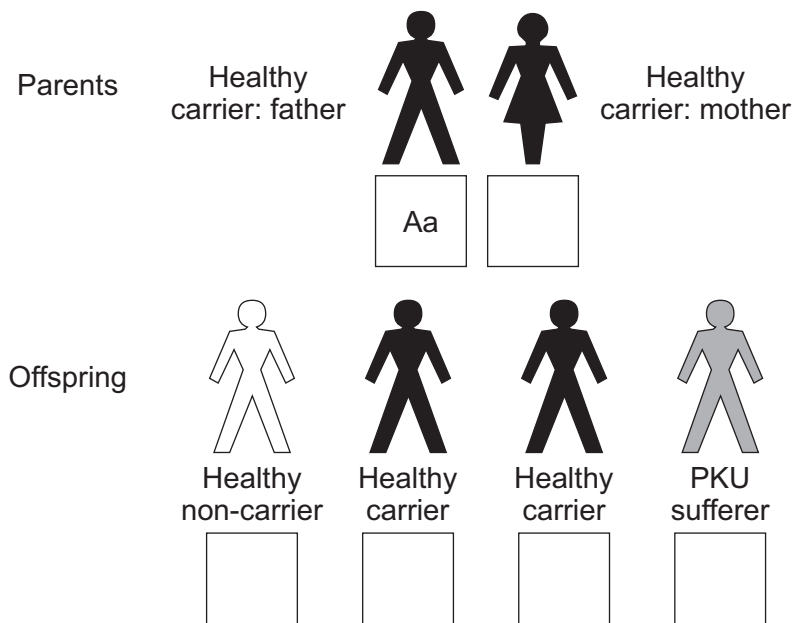 Parents
Healthy
carrier: father
Healthy
carrier: mother
Aa
Offspring
Healthy
non-carrier
Healthy
carrier
Healthy
carrier
PKU
sufferer